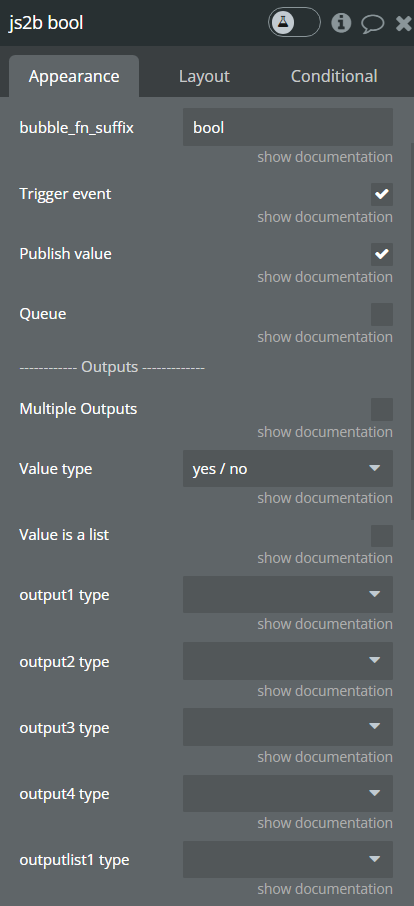 js2b bool
Appearance Layout Conditional
bubble_fn_suffix bool
show documentation
Trigger event
show documentation
Publish value
show documentation
Queue
show documentation
------------ Outputs -------------
Multiple Outputs
show documentation
Value type yes / no
show documentation
Value is a list
show documentation
output1 type
show documentation
output2 type
show documentation
output3 type
show documentation
output4 type
show documentation
outputlist1 type
show documentation